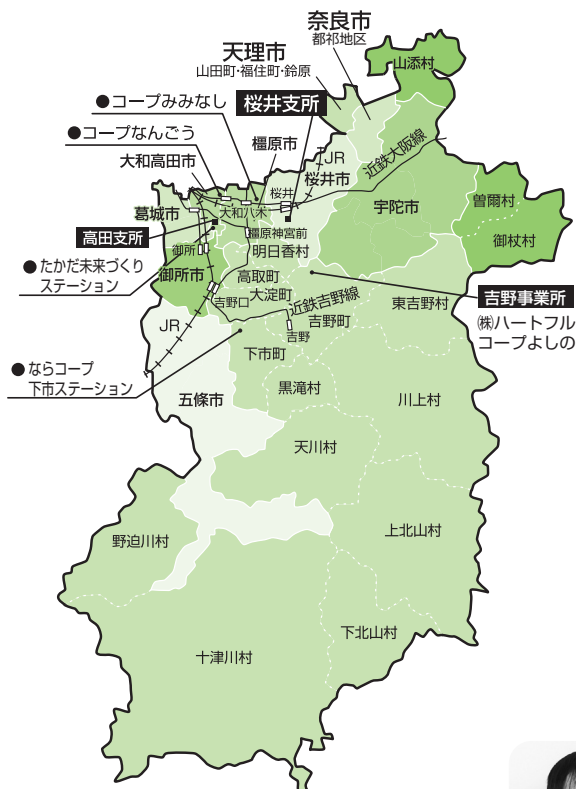 奈良市
都祁地区
天理市
山田町・福住町・鈴原
山添村
●コープみみなし
桜井支所
●コープなんごう
橿原市
大和高田市
JR
桜井市
近鉄大阪線
桜井
葛城市
大和八木
宇陀市
曽爾村
高田支所
橿原神宮前
御杖村
御所
明日香村
●たかだ未来づくり
ステーション
御所市
高取町
大淀町
吉野口
近鉄吉野線
東吉野村
吉野事業所
㈱ハートフル
コープよしの
JR
吉野町
吉野
●ならコープ
下市ステーション
下市町
黒滝村
五條市
川上村
天川村
野迫川村
上北山村
下北山村
十津川村